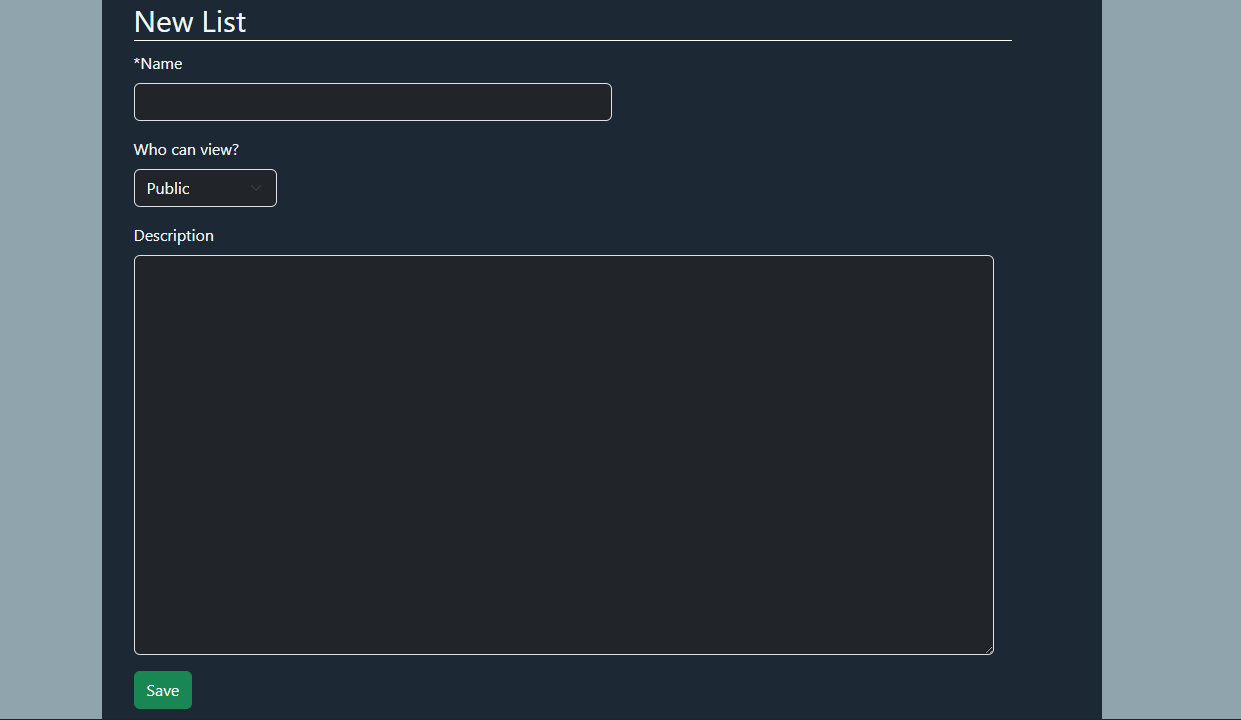 New List
*Name
Who can view?
Public
Description
Save